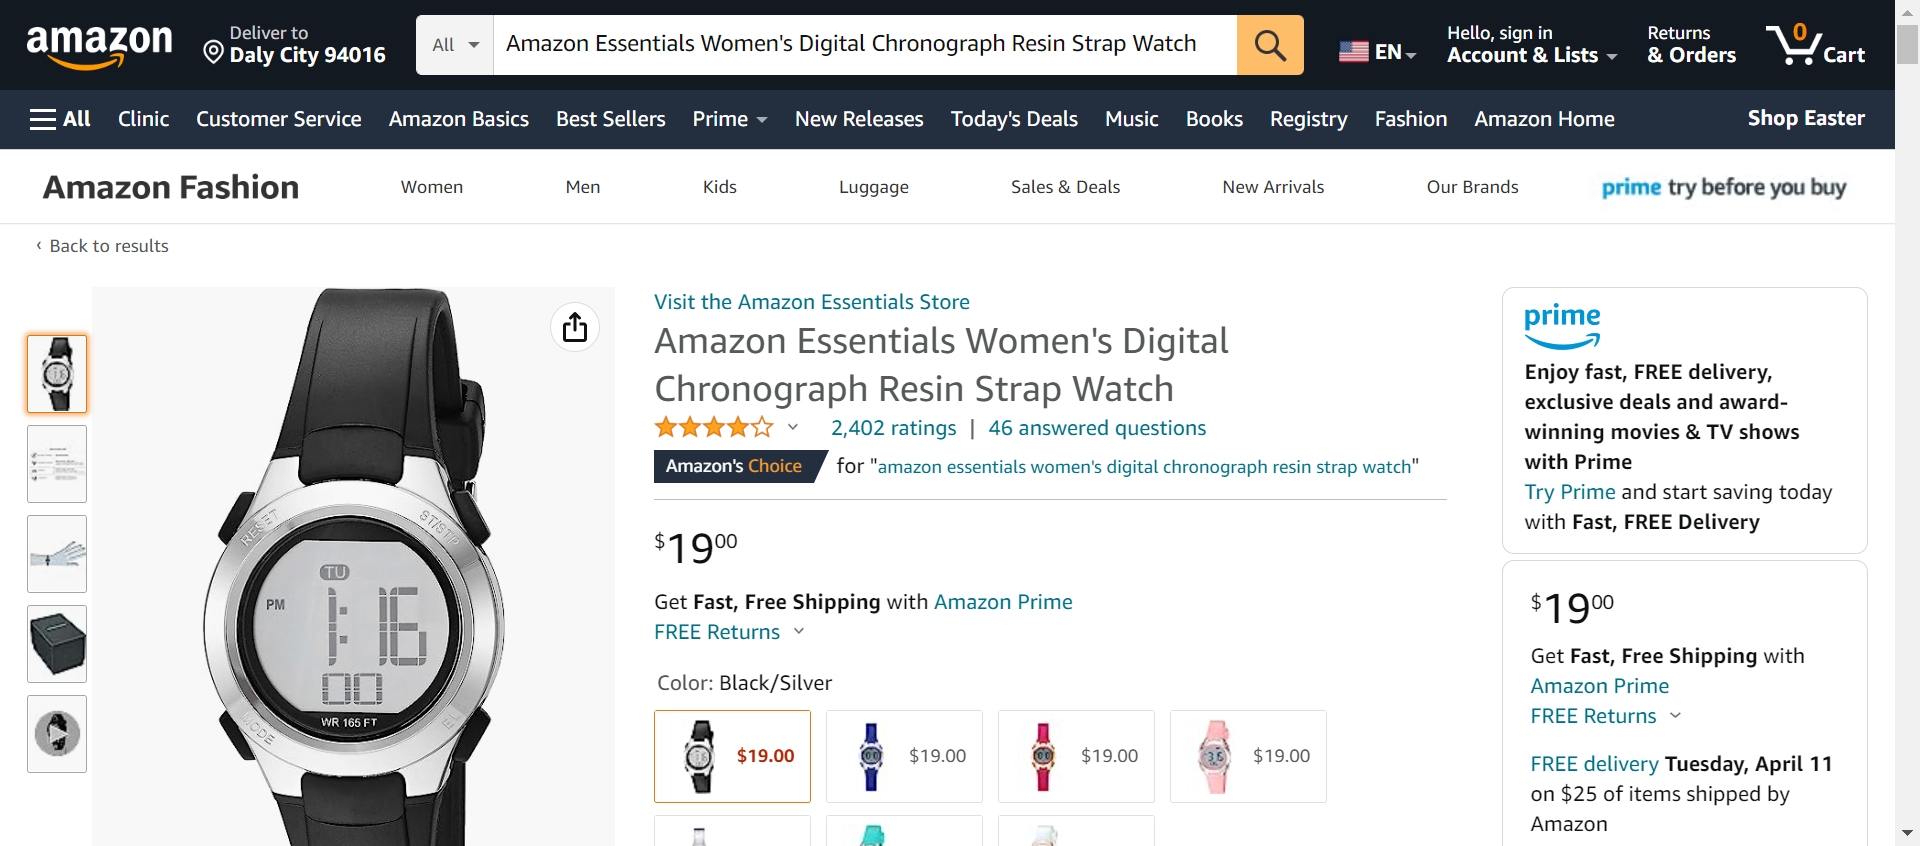 amazon
Deliver to
Daly City 94016
All
Amazon Essentials Women's Digital Chronograph Resin Strap Watch
EN
Hello, sign in
Account & Lists
Returns
& Orders
0
Cart
All
Clinic
Customer Service
Amazon Basics
Best Sellers
Prime
New Releases
Today's Deals
Music
Books
Registry
Fashion
Amazon Home
Shop Easter
Amazon Fashion
Women
Men
Kids
Luggage
Sales & Deals
New Arrivals
Our Brands
prime try before you buy
‹ Back to results
RESET
ST/STP
TU
PM
1:16
00
WR 165 FT
MODE
EL
Visit the Amazon Essentials Store
Amazon Essentials Women's Digital
Chronograph Resin Strap Watch
2,402 ratings | 46 answered questions
Amazon's Choice for "amazon essentials women's digital chronograph resin strap watch"
$19 00
Get Fast, Free Shipping with Amazon Prime
FREE Returns
Color: Black/Silver
$19.00
$19.00
$19.00
$19.00
prime
Enjoy fast, FREE delivery,
exclusive deals and award-
winning movies & TV shows
with Prime
Try Prime and start saving today
with Fast, FREE Delivery
$19 00
Get Fast, Free Shipping with
Amazon Prime
FREE Returns
FREE delivery Tuesday, April 11
on $25 of items shipped by
Amazon